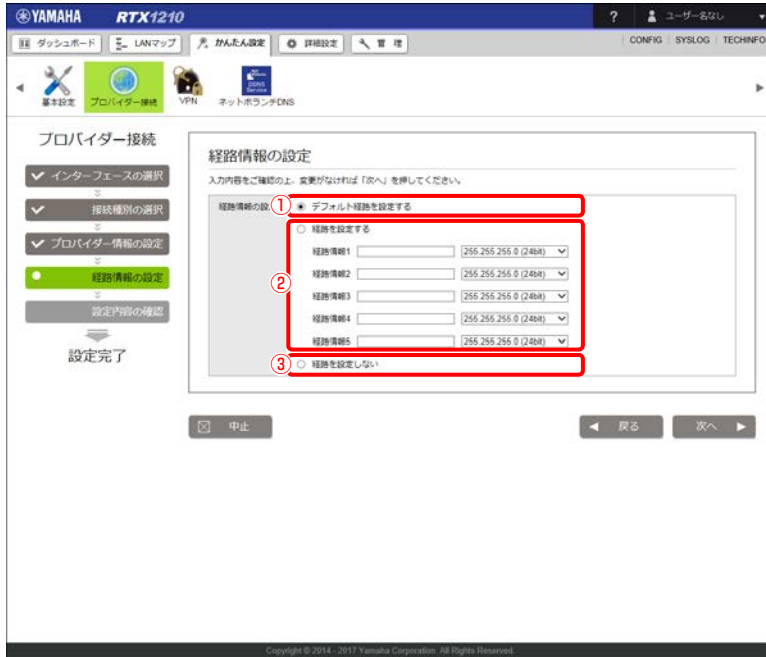 YAMAHA RTX1210 ? ユーザー名なし
ダッシュボード LANマップ かんたん設定 詳細設定 管理 CONFIG SYSLOG TECHINFO
基本設定 プロバイダー接続 VPN ネットボランチDNS
プロバイダー接続
インターフェースの選択
接続種別の選択
プロバイダー情報の設定
経路情報の設定
設定内容の確認
設定完了
経路情報の設定
入力内容をご確認の上、変更がなければ「次へ」を押してください。
経路情報の設 ① デフォルト経路を設定する
② 経路を設定する
経路情報1 255.255.255.0 (24bit)
経路情報2 255.255.255.0 (24bit)
経路情報3 255.255.255.0 (24bit)
経路情報4 255.255.255.0 (24bit)
経路情報5 255.255.255.0 (24bit)
③ 経路を設定しない
中止 戻る 次へ
Copyright © 2014 - 2017 Yamaha Corporation. All Rights Reserved.